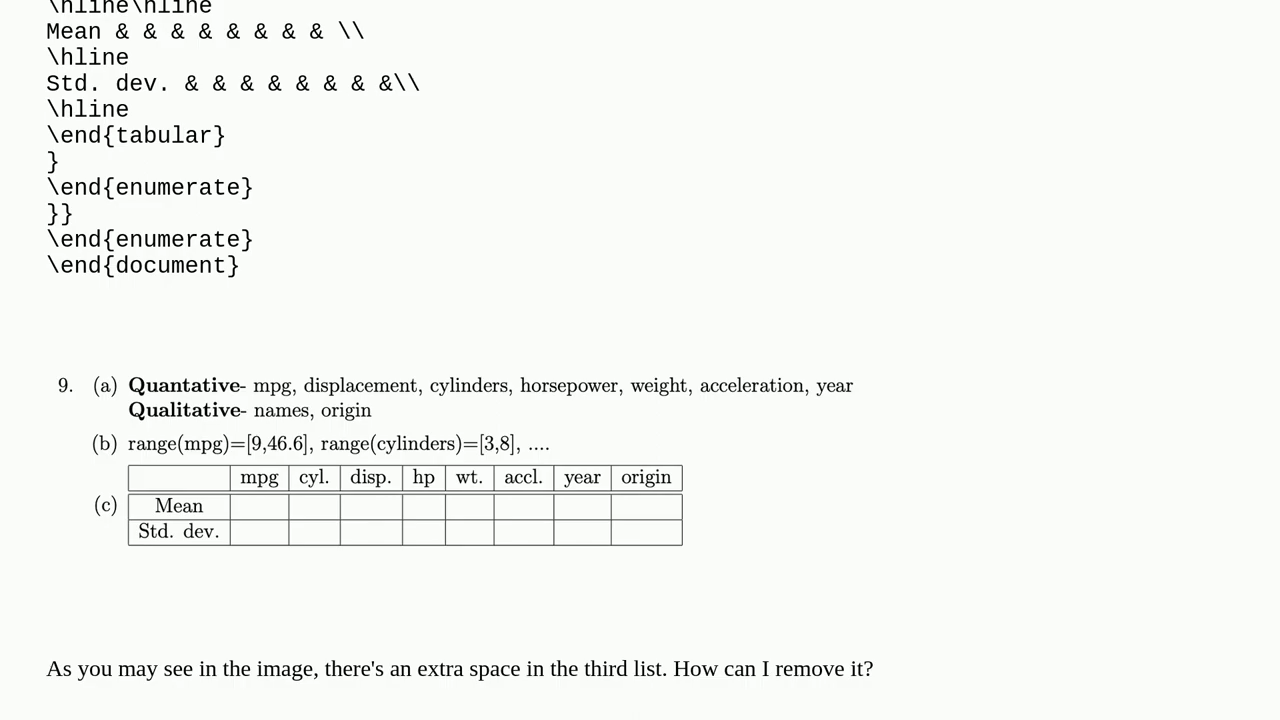 \hline\hline
Mean & & & & & & & & \\
\hline
Std. dev. & & & & & & & &\\
\hline
\end{tabular}
}
\end{enumerate}
}}
\end{enumerate}
\end{document}
9. (a) Quantative- mpg, displacement, cylinders, horsepower, weight, acceleration, year
Qualitative- names, origin
(b) range(mpg)=[9,46.6], range(cylinders)=[3,8], ....
mpg cyl. disp. hp wt. accl. year origin
(c) Mean
Std. dev.
As you may see in the image, there's an extra space in the third list. How can I remove it?